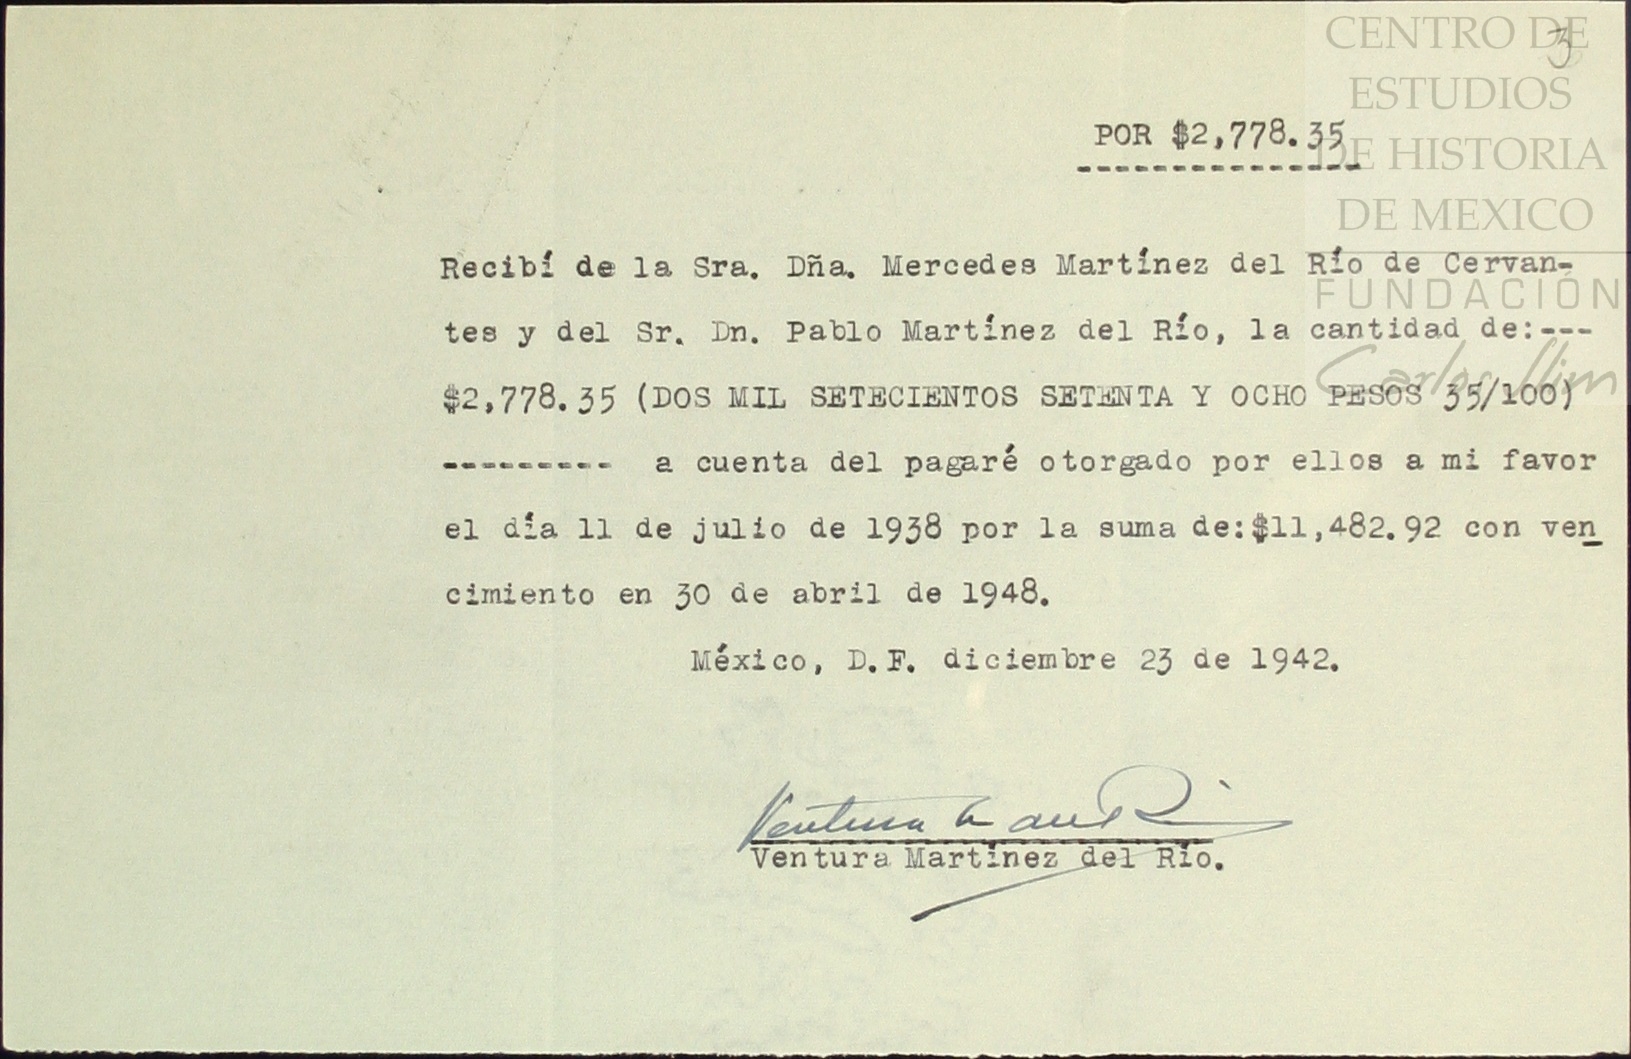 CENTRO DE
3
ESTUDIOS
DE HISTORIA
DE MEXICO
FUNDACIÓN
Carlos Slim
POR $2,778.35
---------------
Recibí de la Sra. Dña. Mercedes Martínez del Río de Cervan-
tes y del Sr. Dn. Pablo Martínez del Río, la cantidad de:---
$2,778.35 (DOS MIL SETECIENTOS SETENTA Y OCHO PESOS 35/100)
--------- a cuenta del pagaré otorgado por ellos a mi favor
el día 11 de julio de 1938 por la suma de:$11,482.92 con ven
cimiento en 30 de abril de 1948.
México, D.F. diciembre 23 de 1942.
Ventura M del Río
Ventura Martínez del Río.